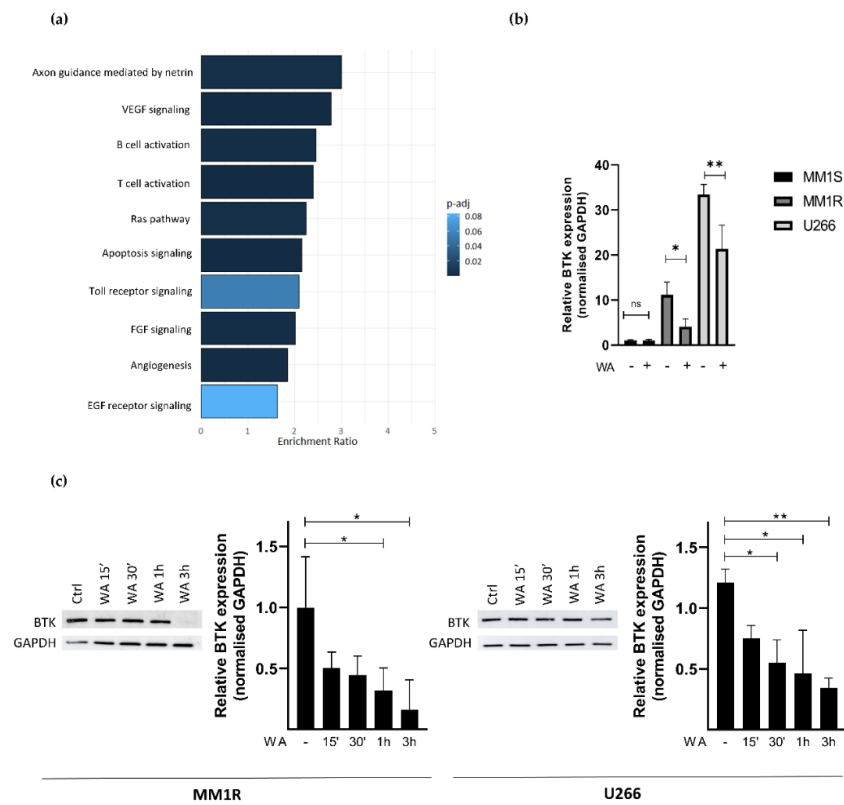 (a)
Axon guidance mediated by netrin
VEGF signaling
B cell activation
T cell activation
Ras pathway
Apoptosis signaling
Toll receptor signaling
FGF signaling
Angiogenesis
EGF receptor signaling
0 1 2 3 4 5
Enrichment Ratio
p-adj
0.08
0.06
0.04
0.02
(b)
Relative BTK expression
(normalised GAPDH)
40
30
20
10
0
ns
*
**
WA - + - + - +
MM1S
MM1R
U266
(c)
Ctrl WA 15' WA 30' WA 1h WA 3h
BTK
GAPDH
Relative BTK expression
(normalised GAPDH)
1.5
1.0
0.5
*
*
WA - 15' 30' 1h 3h
MM1R
Ctrl WA 15' WA 30' WA 1h WA 3h
BTK
GAPDH
Relative BTK expression
(normalised GAPDH)
1.5
1.0
0.5
**
*
*
WA - 15' 30' 1h 3h
U266